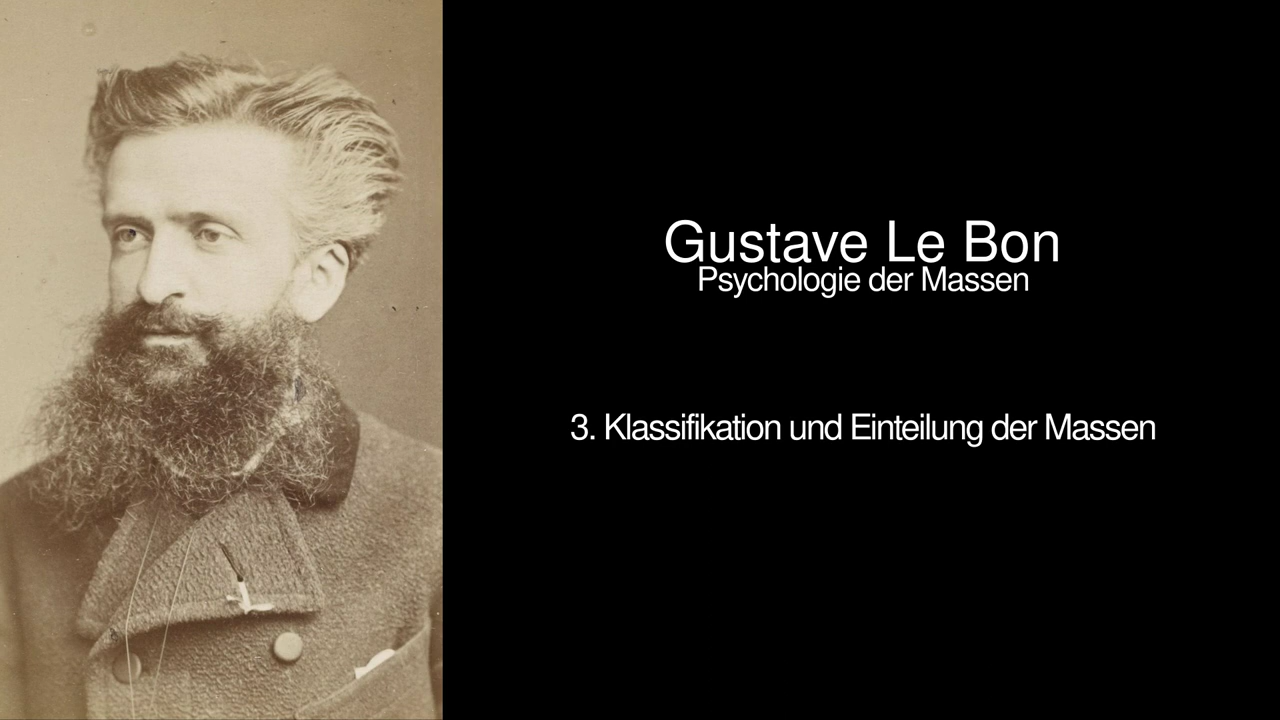 Gustave Le Bon
Psychologie der Massen
3. Klassifikation und Einteilung der Massen